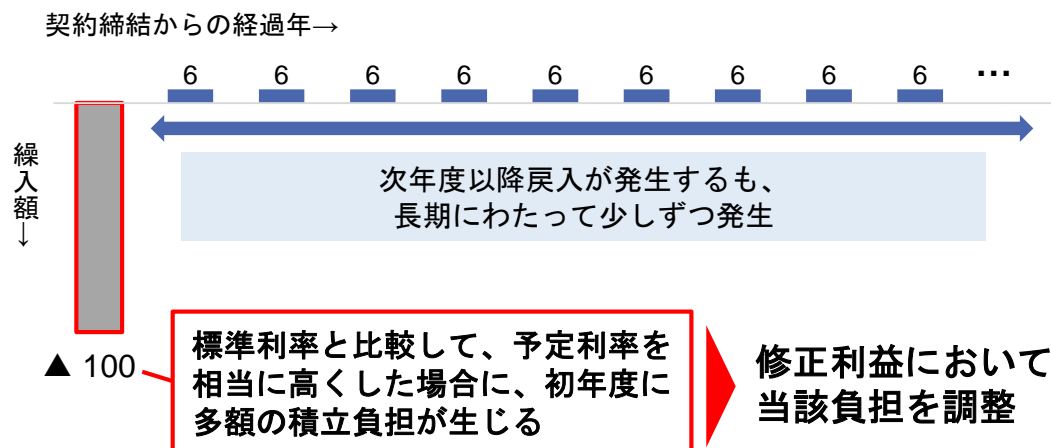 契約締結からの経過年→
6 6 6 6 6 6 6 6 6 …
繰入額→
次年度以降戻入が発生するも、
長期にわたって少しずつ発生
▲ 100
標準利率と比較して、予定利率を
相当に高くした場合に、初年度に
多額の積立負担が生じる
修正利益において
当該負担を調整